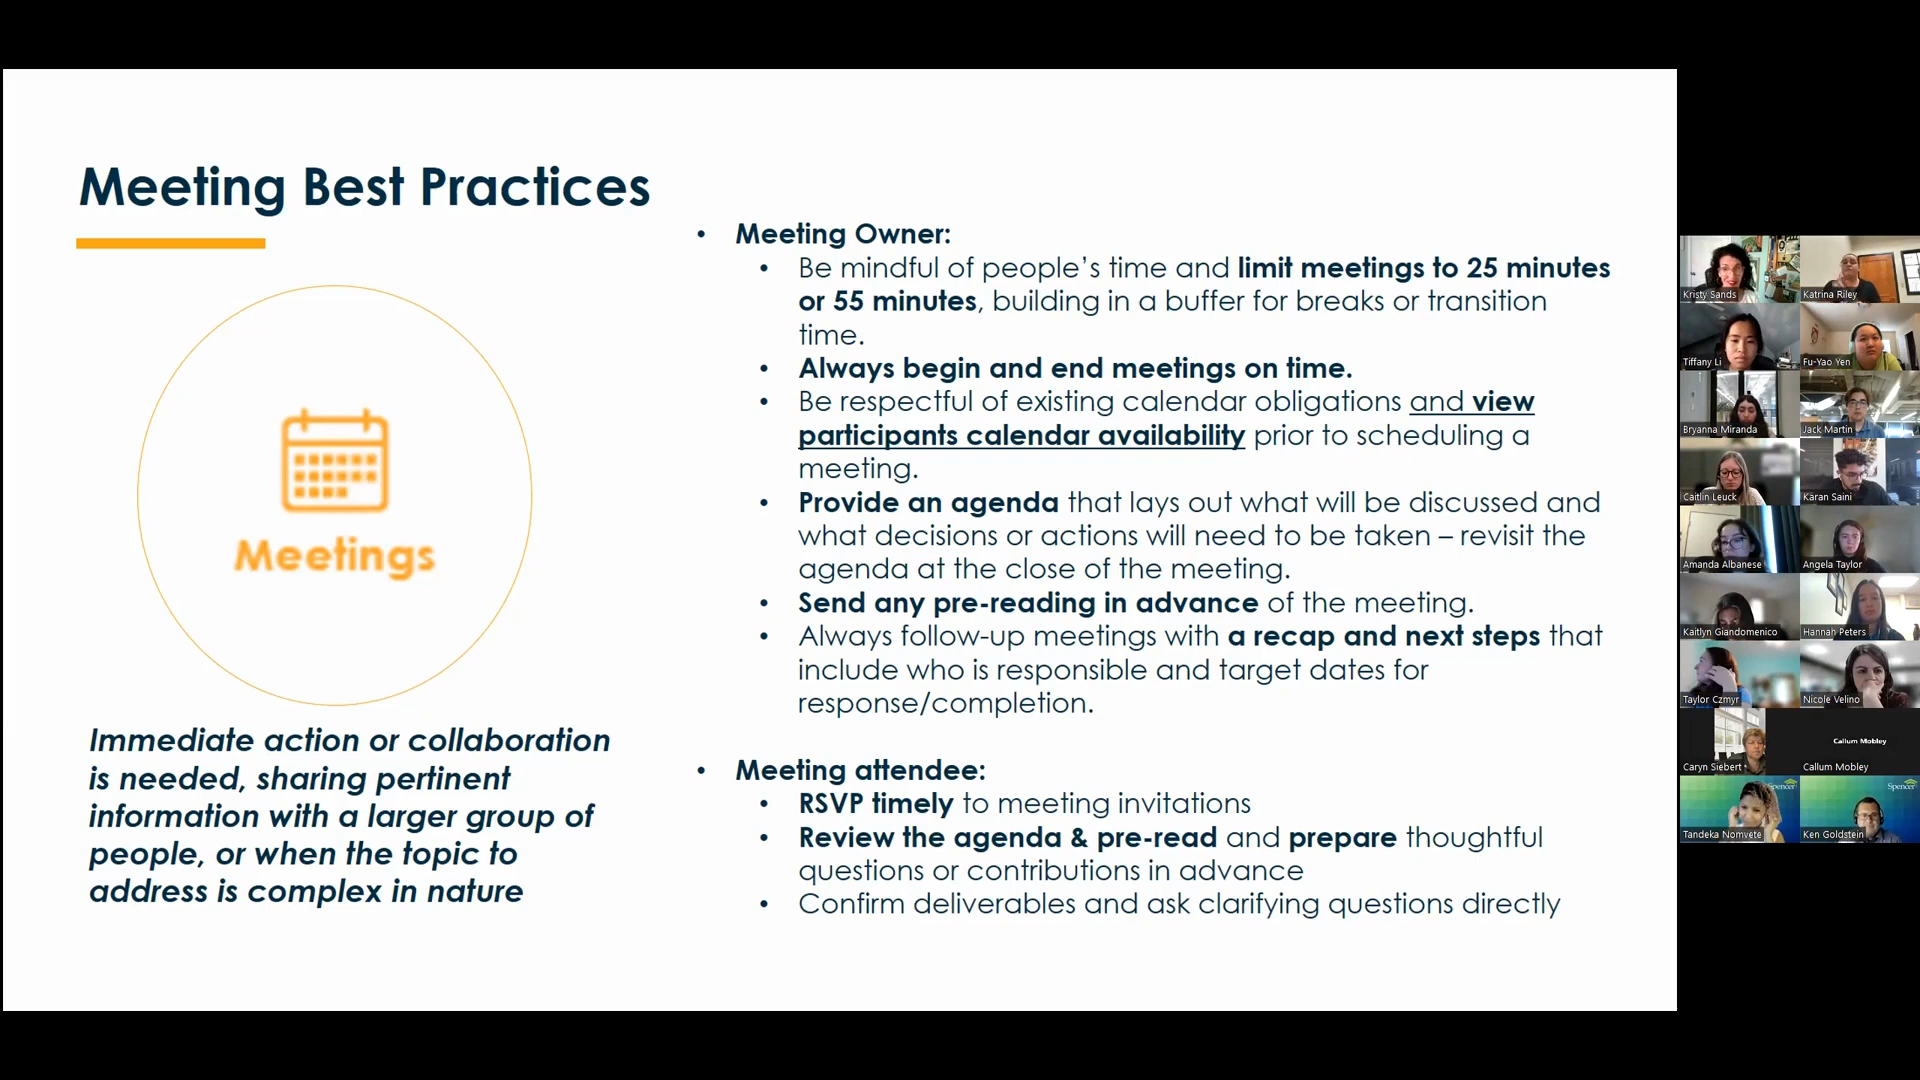 Meeting Best Practices
Meetings
Immediate action or collaboration
is needed, sharing pertinent
information with a larger group of
people, or when the topic to
address is complex in nature
• Meeting Owner:
• Be mindful of people’s time and limit meetings to 25 minutes
or 55 minutes, building in a buffer for breaks or transition
time.
• Always begin and end meetings on time.
• Be respectful of existing calendar obligations and view
participants calendar availability prior to scheduling a
meeting.
• Provide an agenda that lays out what will be discussed and
what decisions or actions will need to be taken – revisit the
agenda at the close of the meeting.
• Send any pre-reading in advance of the meeting.
• Always follow-up meetings with a recap and next steps that
include who is responsible and target dates for
response/completion.
• Meeting attendee:
• RSVP timely to meeting invitations
• Review the agenda & pre-read and prepare thoughtful
questions or contributions in advance
• Confirm deliverables and ask clarifying questions directly
Kristy Sands
Katrina Riley
Tiffany Li
Fu-Yao Yen
Bryanna Miranda
Jack Martin
Caitlin Leuck
Karan Saini
Amanda Albanese
Angela Taylor
Kaitlyn Giandomenico
Hannah Peters
Taylor Czmyr
Nicole Velino
Caryn Siebert
Callum Mobley
Callum Mobley
Spencer
Tandeka Nomvete
Spencer
Ken Goldstein